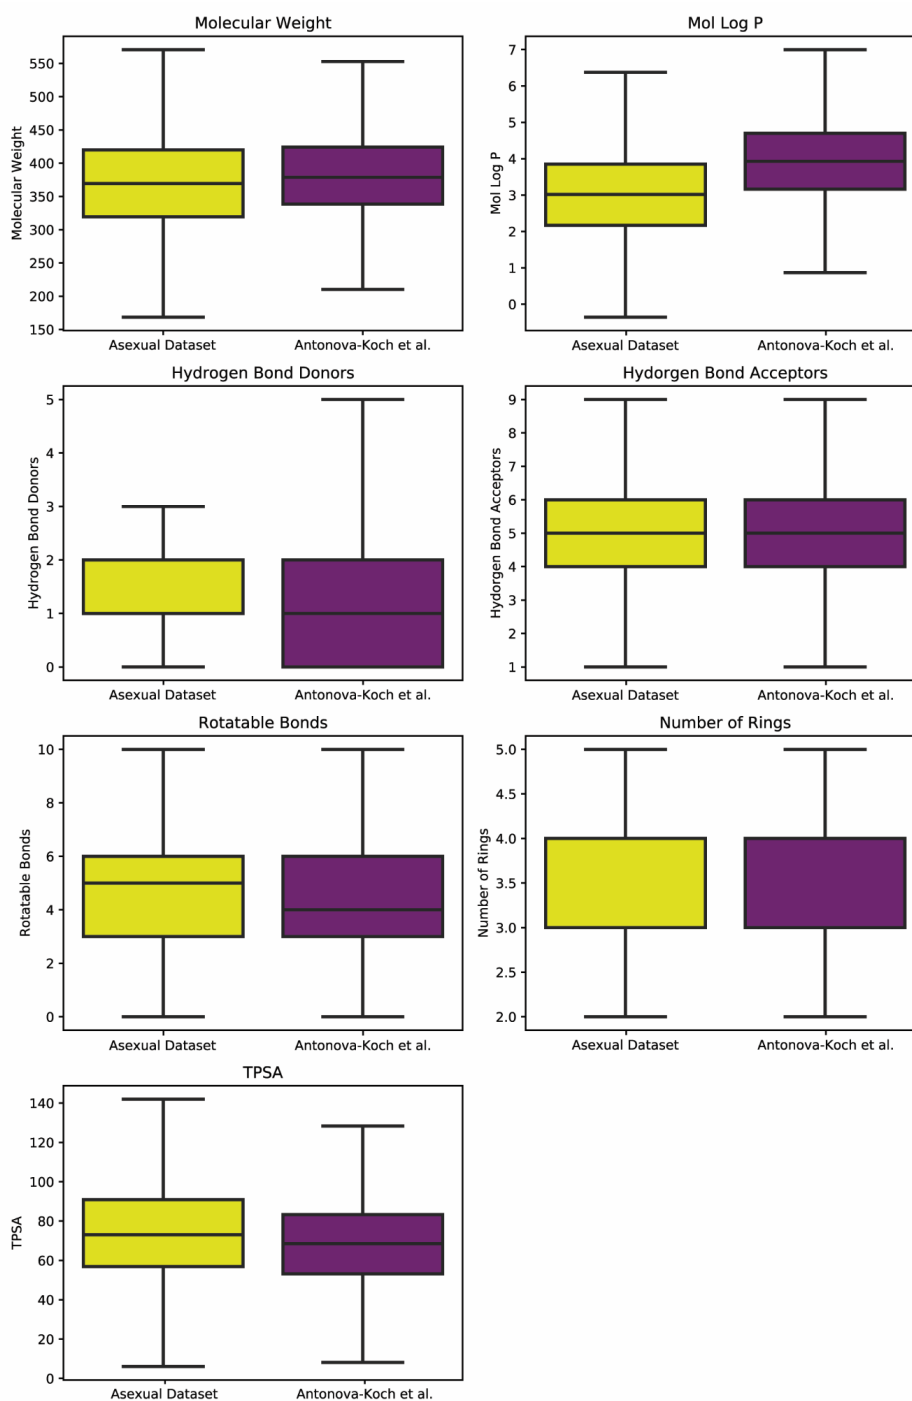 Molecular Weight
Molecular Weight
550
500
450
400
350
300
250
200
150
Asexual Dataset
Antonova-Koch et al.
Mol Log P
Mol Log P
7
6
5
4
3
2
1
0
Asexual Dataset
Antonova-Koch et al.
Hydrogen Bond Donors
Hydrogen Bond Donors
5
4
3
2
1
0
Asexual Dataset
Antonova-Koch et al.
Hydorgen Bond Acceptors
Hydorgen Bond Acceptors
9
8
7
6
5
4
3
2
1
Asexual Dataset
Antonova-Koch et al.
Rotatable Bonds
Rotatable Bonds
10
8
6
4
2
0
Asexual Dataset
Antonova-Koch et al.
Number of Rings
Number of Rings
5.0
4.5
4.0
3.5
3.0
2.5
2.0
Asexual Dataset
Antonova-Koch et al.
TPSA
TPSA
140
120
100
80
60
40
20
0
Asexual Dataset
Antonova-Koch et al.